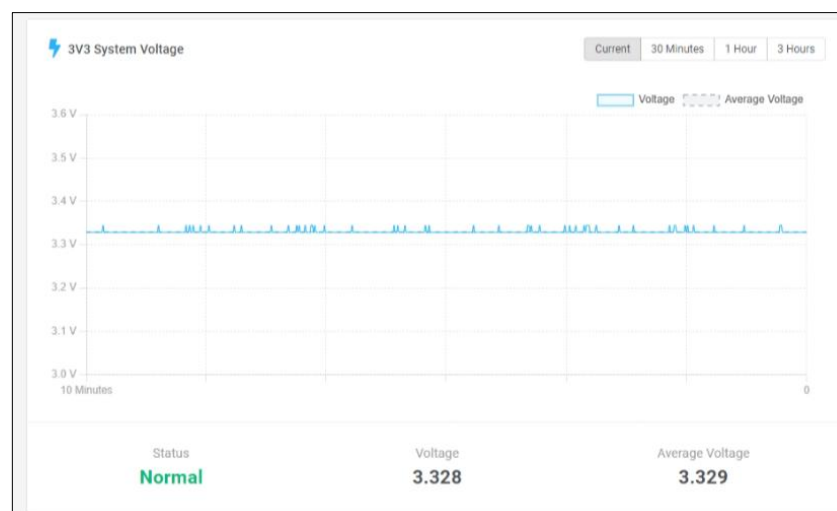 3V3 System Voltage
Current 30 Minutes 1 Hour 3 Hours
Voltage Average Voltage
3.6 V
3.5 V
3.4 V
3.3 V
3.2 V
3.1 V
3.0 V
10 Minutes 0
Status Voltage Average Voltage
Normal 3.328 3.329